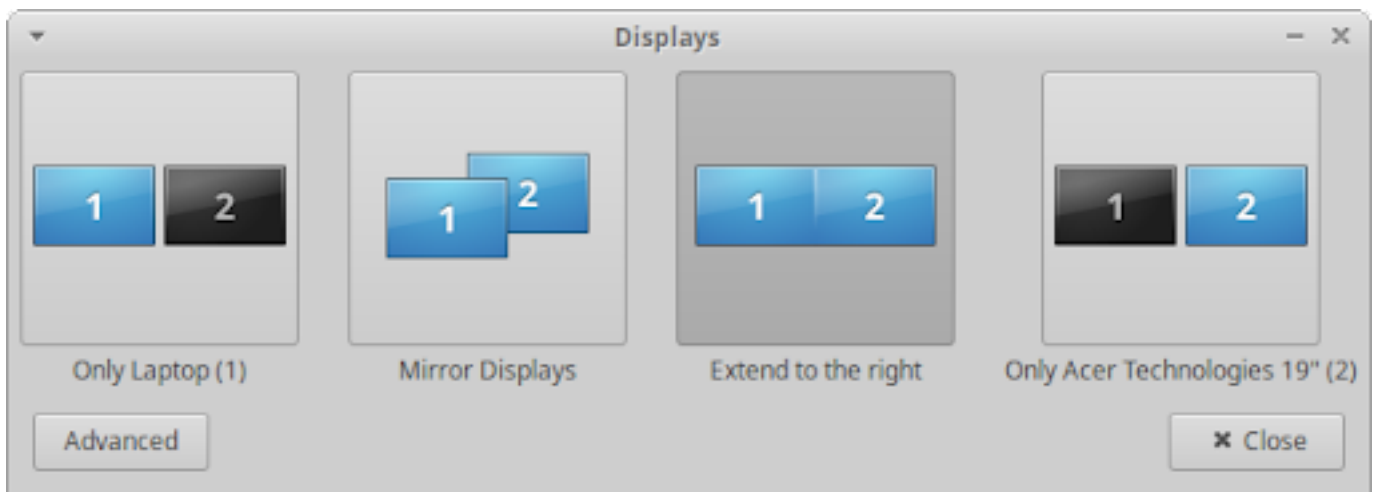 Displays
1 2
1 2
1 2
1 2
Only Laptop (1)
Mirror Displays
Extend to the right
Only Acer Technologies 19" (2)
Advanced
Close